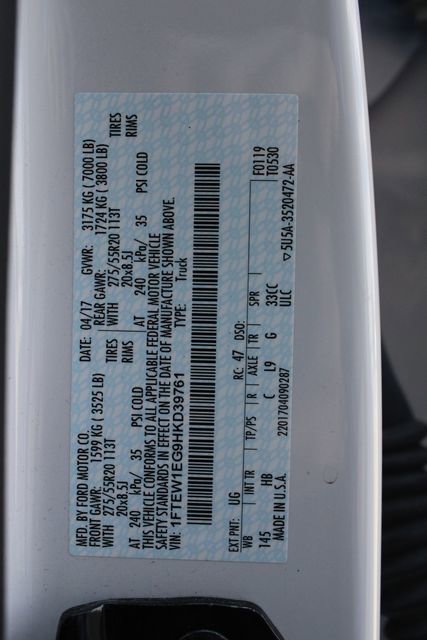 MFD. BY FORD MOTOR CO.
DATE: 04/17 GVWR: 3175 KG ( 7000 LB)
FRONT GAWR: 1599 KG ( 3525 LB) REAR GAWR: 1724 KG ( 3800 LB)
WITH 275/55R20 113T TIRES WITH 275/55R20 113T TIRES
20x8.5J RIMS 20x8.5J RIMS
AT 240 kPa/ 35 PSI COLD AT 240 kPa/ 35 PSI COLD
THIS VEHICLE CONFORMS TO ALL APPLICABLE FEDERAL MOTOR VEHICLE
SAFETY STANDARDS IN EFFECT ON THE DATE OF MANUFACTURE SHOWN ABOVE.
VIN: 1FTEW1EG9HKD39761 TYPE: Truck
F0119
T0530
EXT PNT: UG RC: 47 DSO:
WB INT TR TP/PS R AXLE TR SPR
145 HB C L9 G 33CC
MADE IN U.S.A. 2201704090287 ULC ▽5U5A-3520472-AA